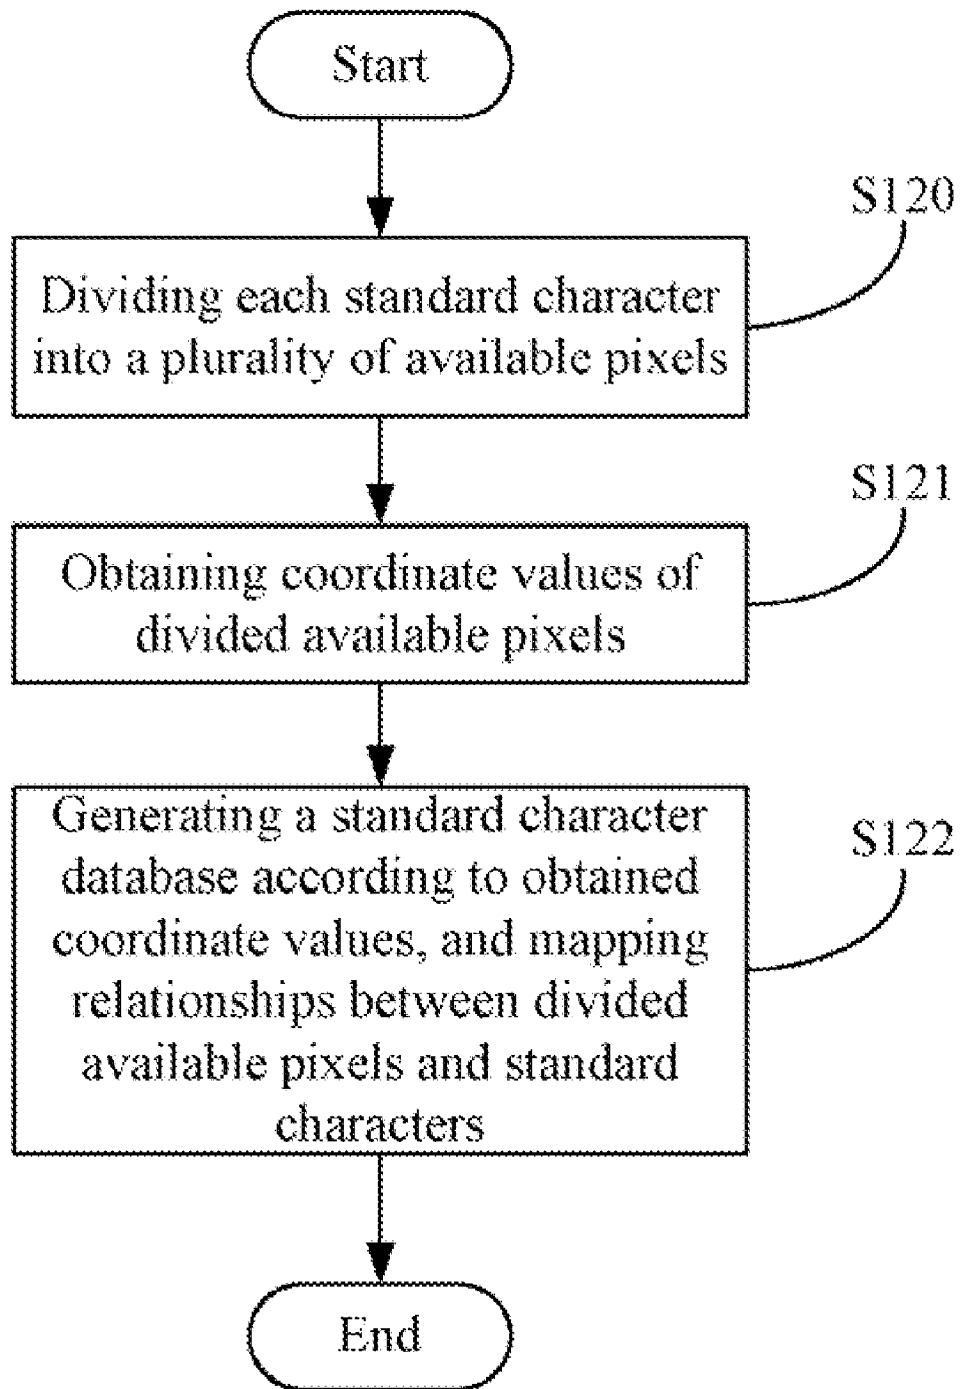 Start
S120
Dividing each standard character
into a plurality of available pixels
S121
Obtaining coordinate values of
divided available pixels
S122
Generating a standard character
database according to obtained
coordinate values, and mapping
relationships between divided
available pixels and standard
characters
End